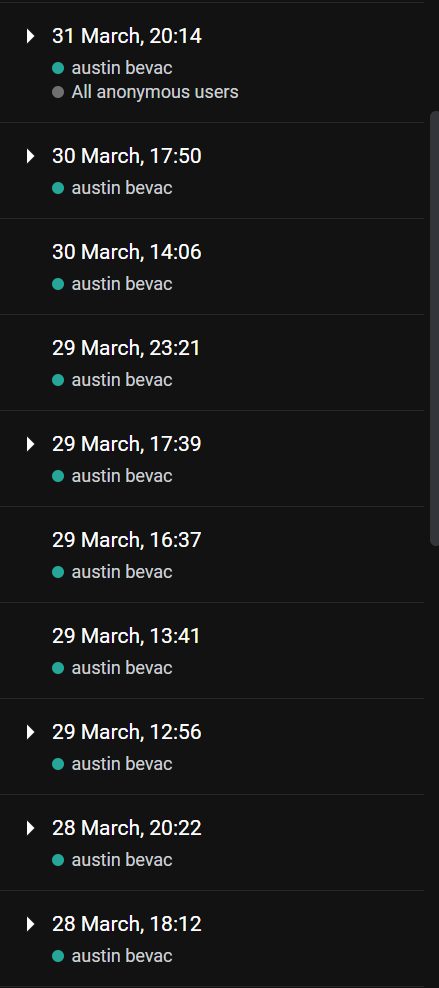 31 March, 20:14
austin bevac
All anonymous users
30 March, 17:50
austin bevac
30 March, 14:06
austin bevac
29 March, 23:21
austin bevac
29 March, 17:39
austin bevac
29 March, 16:37
austin bevac
29 March, 13:41
austin bevac
29 March, 12:56
austin bevac
28 March, 20:22
austin bevac
28 March, 18:12
austin bevac